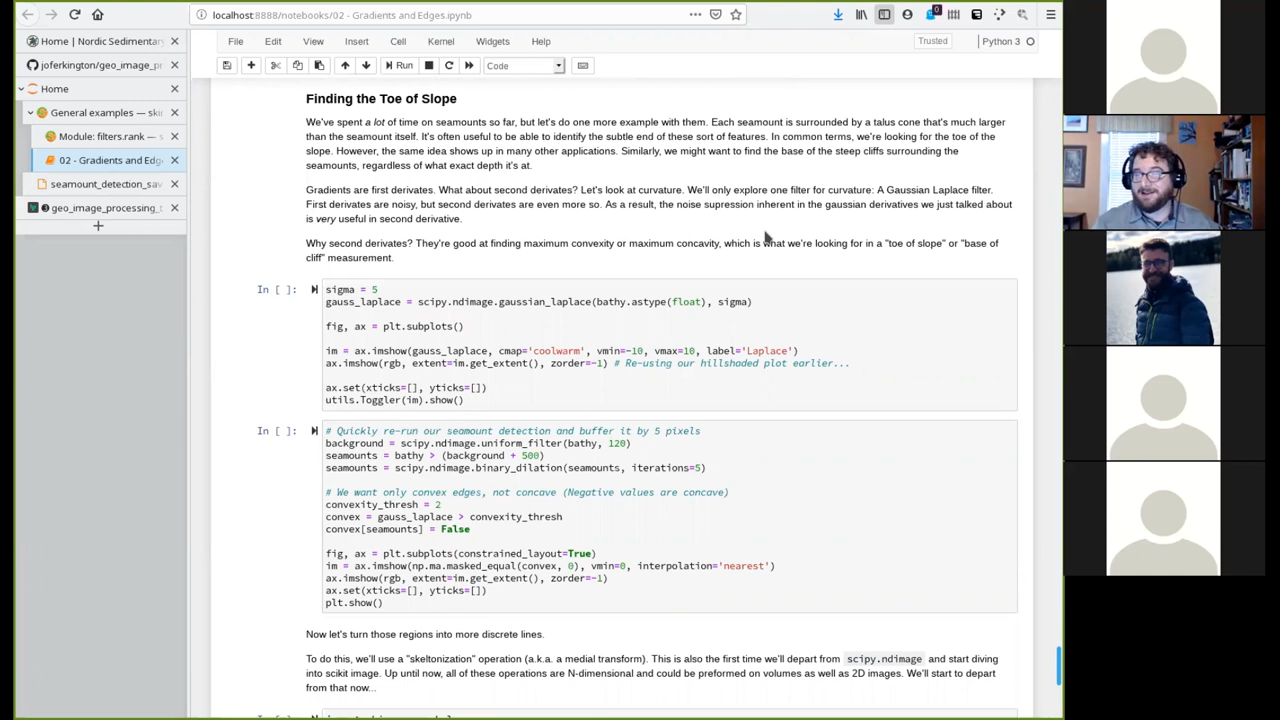 localhost:8888/notebooks/02 - Gradients and Edges.ipynb
0
Home | Nordic Sedimentar
joferkington/geo_image_pr
Home
General examples — skii
Module: filters.rank — s
02 - Gradients and Edge
seamount_detection_sav
geo_image_processing_t
File Edit View Insert Cell Kernel Widgets Help
Trusted
Python 3
Run
Code
Finding the Toe of Slope
We've spent a lot of time on seamounts so far, but let's do one more example with them. Each seamount is surrounded by a talus cone that's much larger
than the seamount itself. It's often useful to be able to identify the subtle end of these sort of features. In common terms, we're looking for the toe of the
slope. However, the same idea shows up in many other applications. Similarly, we might want to find the base of the steep cliffs surrounding the
seamounts, regardless of what exact depth it's at.
Gradients are first derivates. What about second derivates? Let's look at curvature. We'll only explore one filter for curvature: A Gaussian Laplace filter.
First derivates are noisy, but second derivates are even more so. As a result, the noise supression inherent in the gaussian derivatives we just talked about
is very useful in second derivative.
Why second derivates? They're good at finding maximum convexity or maximum concavity, which is what we're looking for in a "toe of slope" or "base of
cliff" measurement.
In [ ]:
sigma = 5
gauss_laplace = scipy.ndimage.gaussian_laplace(bathy.astype(float), sigma)
fig, ax = plt.subplots()
im = ax.imshow(gauss_laplace, cmap='coolwarm', vmin=-10, vmax=10, label='Laplace')
ax.imshow(rgb, extent=im.get_extent(), zorder=-1) # Re-using our hillshaded plot earlier...
ax.set(xticks=[], yticks=[])
utils.Toggler(im).show()
In [ ]:
# Quickly re-run our seamount detection and buffer it by 5 pixels
background = scipy.ndimage.uniform_filter(bathy, 120)
seamounts = bathy > (background + 500)
seamounts = scipy.ndimage.binary_dilation(seamounts, iterations=5)
# We want only convex edges, not concave (Negative values are concave)
convexity_thresh = 2
convex = gauss_laplace > convexity_thresh
convex[seamounts] = False
fig, ax = plt.subplots(constrained_layout=True)
im = ax.imshow(np.ma.masked_equal(convex, 0), vmin=0, interpolation='nearest')
ax.imshow(rgb, extent=im.get_extent(), zorder=-1)
ax.set(xticks=[], yticks=[])
plt.show()
Now let's turn those regions into more discrete lines.
To do this, we'll use a "skeltonization" operation (a.k.a. a medial transform). This is also the first time we'll depart from scipy.ndimage and start diving
into scikit image. Up until now, all of these operations are N-dimensional and could be preformed on volumes as well as 2D images. We'll start to depart
from that now...